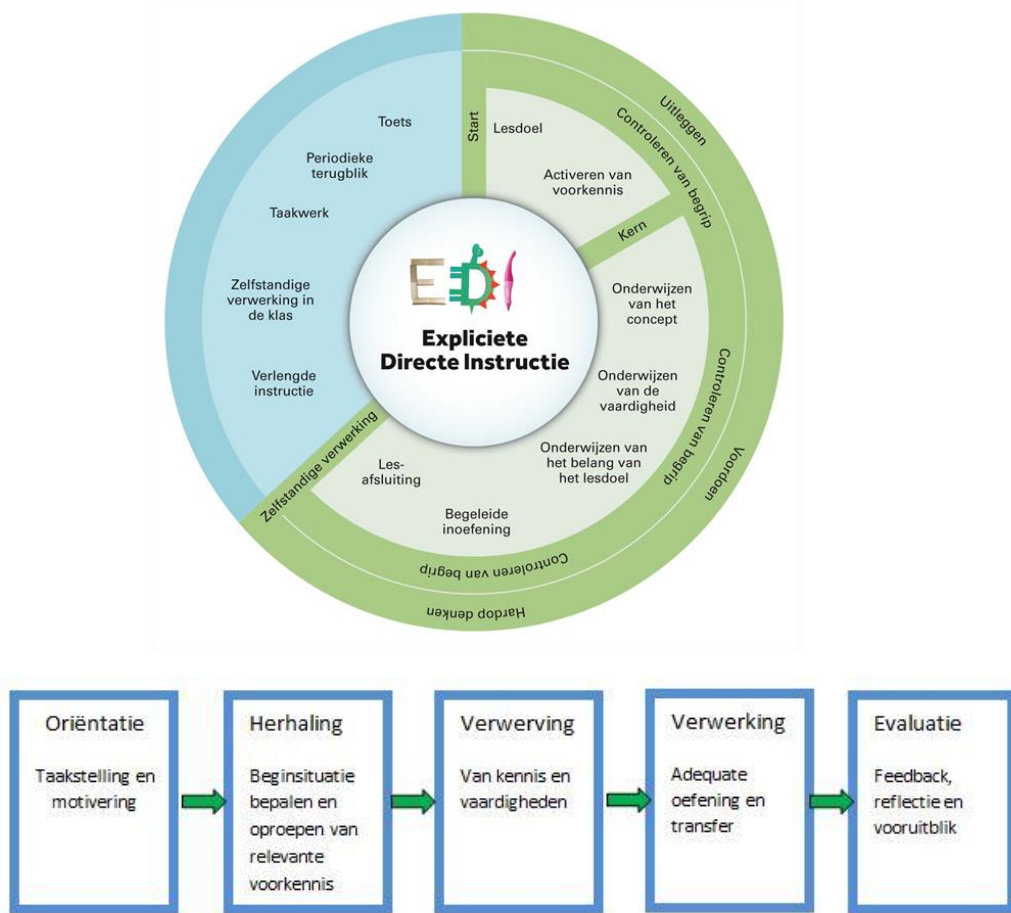 Start
Lesdoel
Activeren van
voorkennis
Uitleggen
Controleren van begrip
Kern
Onderwijzen
van het
concept
Onderwijzen
van de
vaardigheid
Onderwijzen van
het belang van
het lesdoel
Begeleide
inoefening
Les-
afsluiting
Controleren van begrip
Voordoen
Controleren van begrip
Hardop denken
Zelfstandige verwerking
Verlengde
instructie
Zelfstandige
verwerking in
de klas
Taakwerk
Periodieke
terugblik
Toets
EDI
Expliciete
Directe Instructie
Oriëntatie
Taakstelling en
motivering
Herhaling
Beginsituatie
bepalen en
oproepen van
relevante
voorkennis
Verwerving
Van kennis en
vaardigheden
Verwerking
Adequate
oefening en
transfer
Evaluatie
Feedback,
reflectie en
vooruitblik